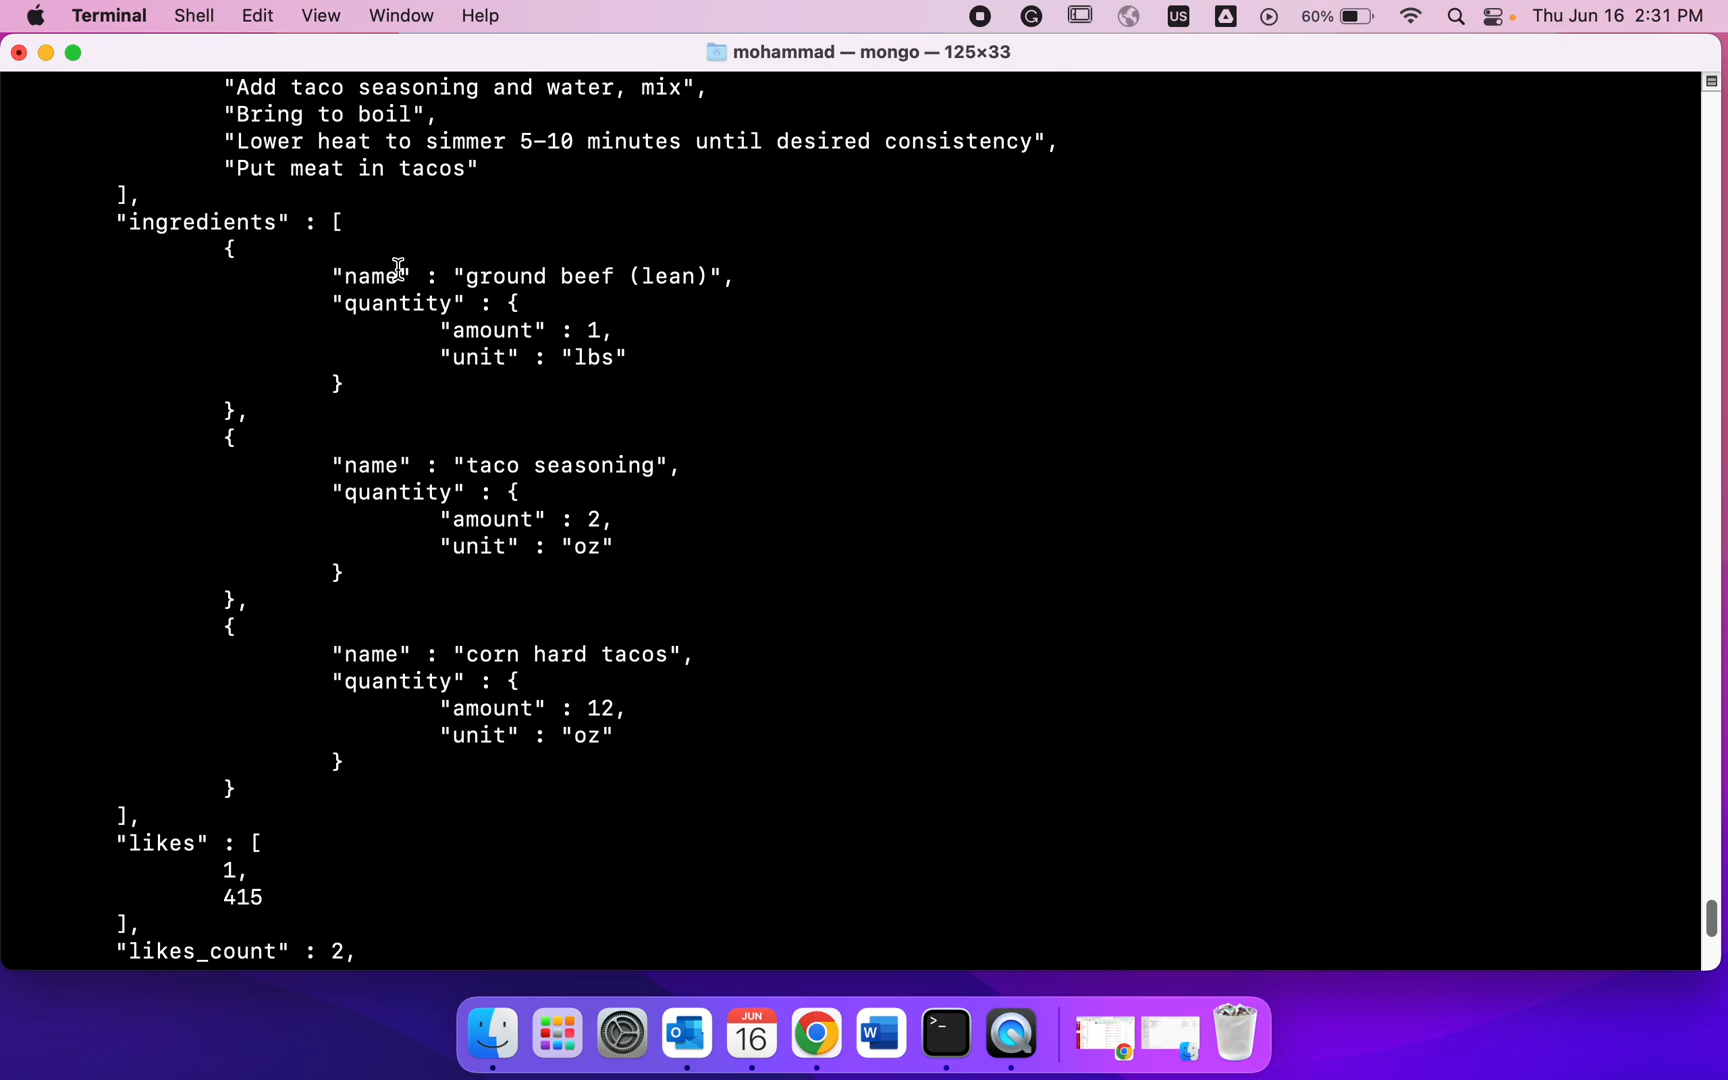 Terminal Shell Edit View Window Help US 60% Thu Jun 16 2:31 PM
mohammad — mongo — 125×33
"Add taco seasoning and water, mix",
"Bring to boil",
"Lower heat to simmer 5–10 minutes until desired consistency",
"Put meat in tacos"
],
"ingredients" : [
{
"name" : "ground beef (lean)",
"quantity" : {
"amount" : 1,
"unit" : "lbs"
}
},
{
"name" : "taco seasoning",
"quantity" : {
"amount" : 2,
"unit" : "oz"
}
},
{
"name" : "corn hard tacos",
"quantity" : {
"amount" : 12,
"unit" : "oz"
}
}
],
"likes" : [
1,
415
],
"likes_count" : 2,
JUN
16